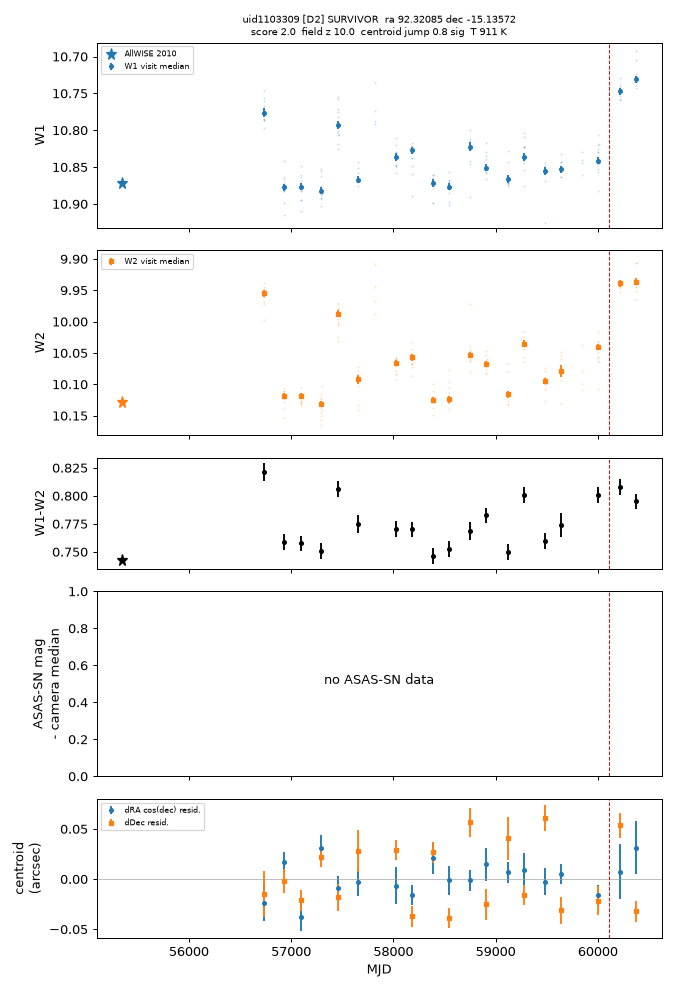 uid1103309 [D2] SURVIVOR  ra 92.32085 dec -15.13572
score 2.0  field z 10.0  centroid jump 0.8 sig  T 911 K
AllWISE 2010
W1 visit median
10.70
10.75
10.80
10.85
10.90
W1
W2 visit median
9.90
9.95
10.00
10.05
10.10
10.15
W2
0.825
0.800
0.775
0.750
W1-W2
1.0
0.8
0.6
0.4
0.2
0.0
ASAS-SN mag
- camera median
no ASAS-SN data
dRA cos(dec) resid.
dDec resid.
0.05
0.00
−0.05
centroid
(arcsec)
56000
57000
58000
59000
60000
MJD